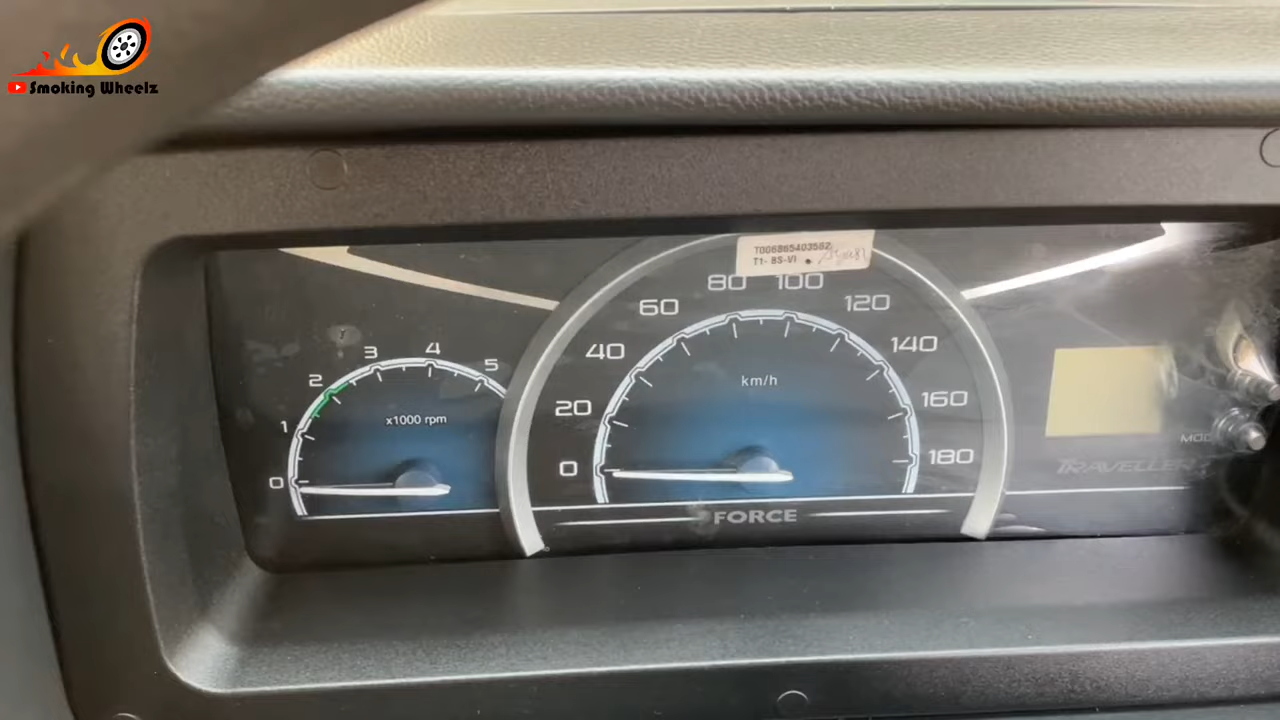 Smoking Wheelz
T006865403562
T1- BS-VI
80 100
60 120
40 140
20 160
0 180
km/h
0 1 2 3 4 5
x1000 rpm
FORCE
TRAVELLER